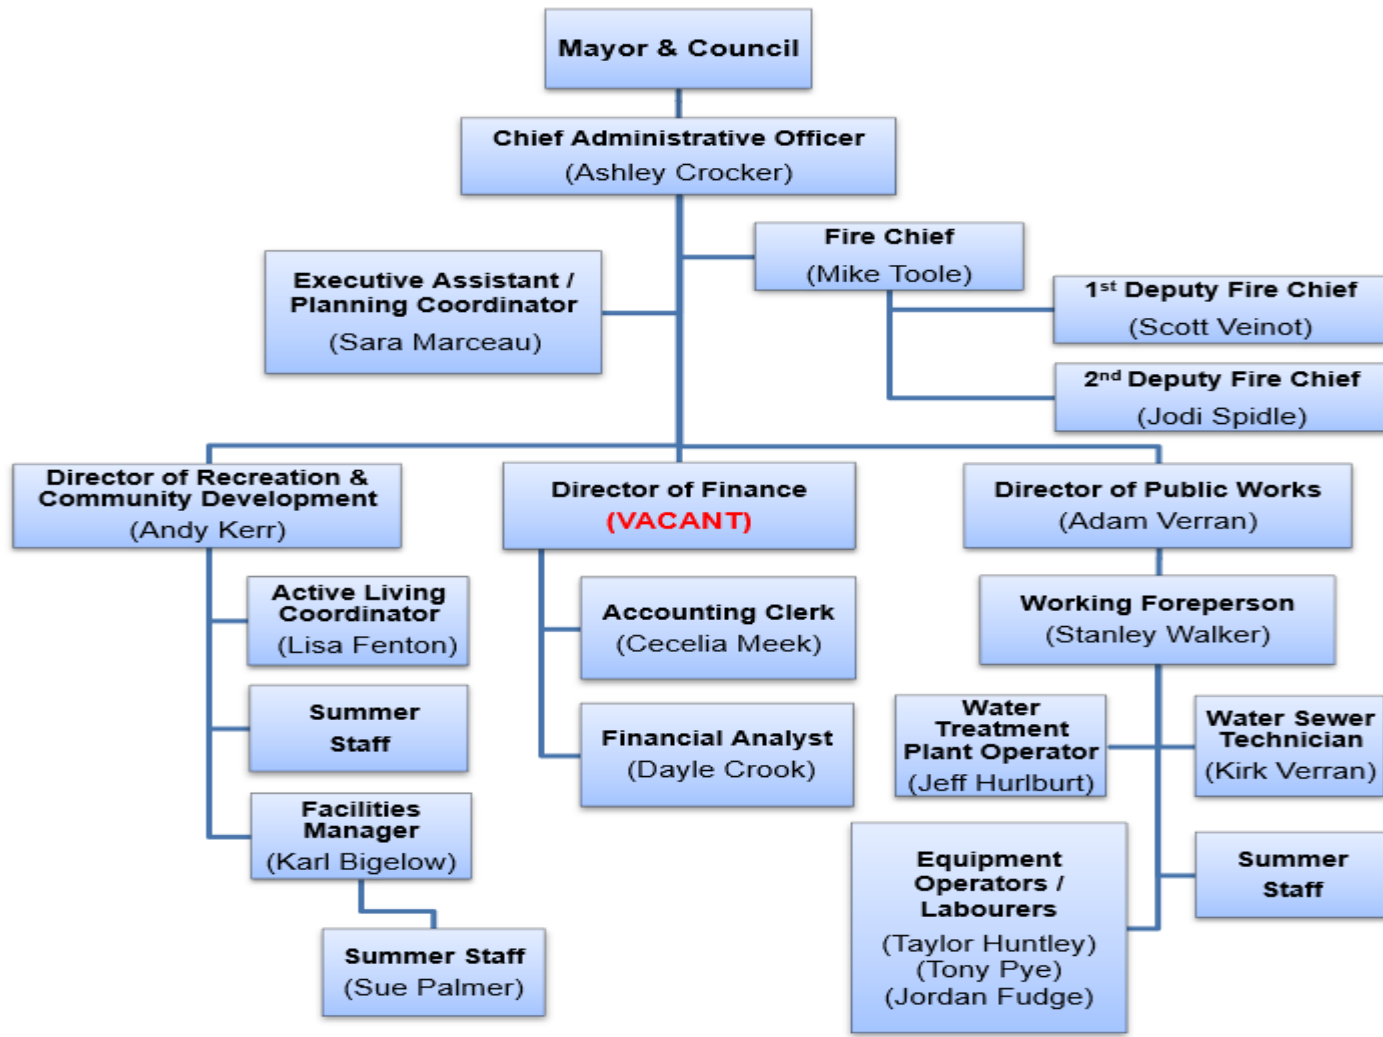 Mayor & Council
Chief Administrative Officer
(Ashley Crocker)
Fire Chief
(Mike Toole)
Executive Assistant /
Planning Coordinator
(Sara Marceau)
1st Deputy Fire Chief
(Scott Veinot)
2nd Deputy Fire Chief
(Jodi Spidle)
Director of Recreation &
Community Development
(Andy Kerr)
Director of Finance
(VACANT)
Director of Public Works
(Adam Verran)
Active Living
Coordinator
(Lisa Fenton)
Summer
Staff
Facilities
Manager
(Karl Bigelow)
Summer Staff
(Sue Palmer)
Accounting Clerk
(Cecelia Meek)
Financial Analyst
(Dayle Crook)
Working Foreperson
(Stanley Walker)
Water
Treatment
Plant Operator
(Jeff Hurlburt)
Water Sewer
Technician
(Kirk Verran)
Equipment
Operators /
Labourers
(Taylor Huntley)
(Tony Pye)
(Jordan Fudge)
Summer
Staff